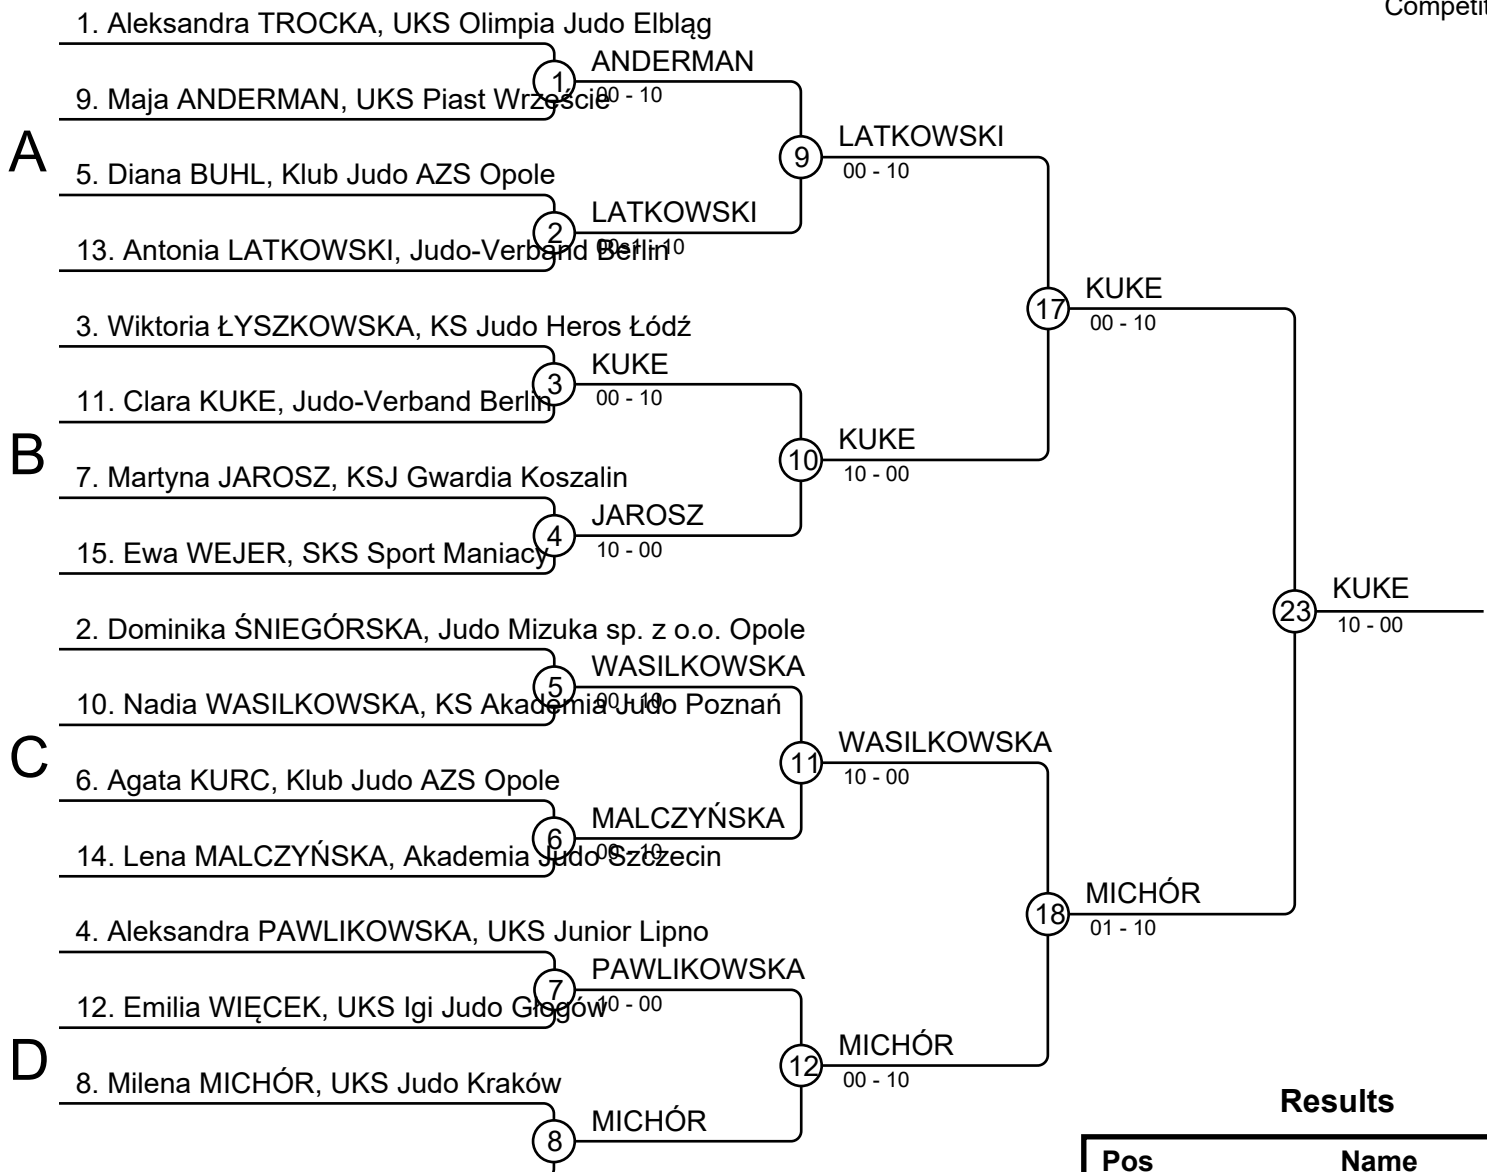 Competit
1. Aleksandra TROCKA, UKS Olimpia Judo Elbląg
1
ANDERMAN
00 - 10
9. Maja ANDERMAN, UKS Piast Wrzeście
A
9
LATKOWSKI
00 - 10
5. Diana BUHL, Klub Judo AZS Opole
2
LATKOWSKI
13. Antonia LATKOWSKI, Judo-Verband Berlin
17
KUKE
00 - 10
3. Wiktoria ŁYSZKOWSKA, KS Judo Heros Łódź
3
KUKE
00 - 10
11. Clara KUKE, Judo-Verband Berlin
B
10
KUKE
10 - 00
7. Martyna JAROSZ, KSJ Gwardia Koszalin
4
JAROSZ
10 - 00
15. Ewa WEJER, SKS Sport Maniacy
23
KUKE
10 - 00
2. Dominika ŚNIEGÓRSKA, Judo Mizuka sp. z o.o. Opole
5
WASILKOWSKA
00 - 10
10. Nadia WASILKOWSKA, KS Akademia Judo Poznań
C
11
WASILKOWSKA
10 - 00
6. Agata KURC, Klub Judo AZS Opole
6
MALCZYŃSKA
00 - 10
14. Lena MALCZYŃSKA, Akademia Judo Szczecin
18
MICHÓR
01 - 10
4. Aleksandra PAWLIKOWSKA, UKS Junior Lipno
7
PAWLIKOWSKA
10 - 00
12. Emilia WIĘCEK, UKS Igi Judo Głogów
D
12
MICHÓR
00 - 10
8. Milena MICHÓR, UKS Judo Kraków
8
MICHÓR
Results
Pos Name